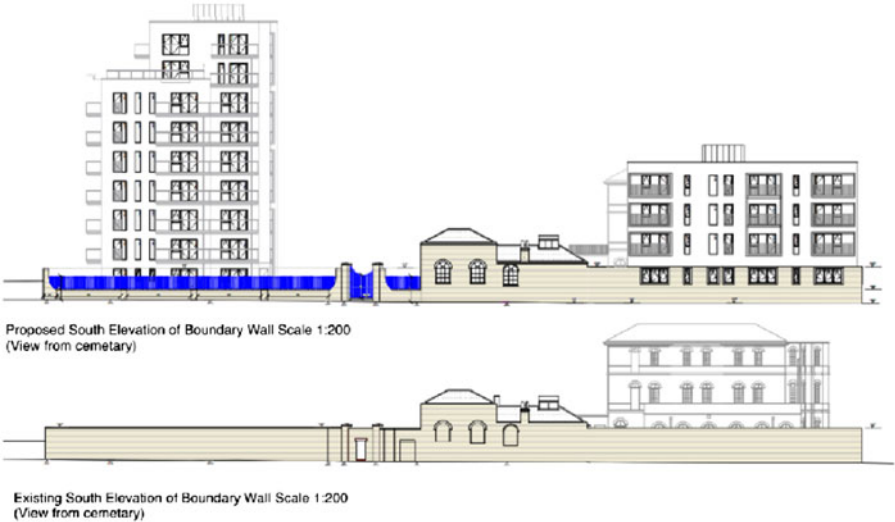 Proposed South Elevation of Boundary Wall Scale 1:200
(View from cemetary)
Existing South Elevation of Boundary Wall Scale 1:200
(View from cemetary)